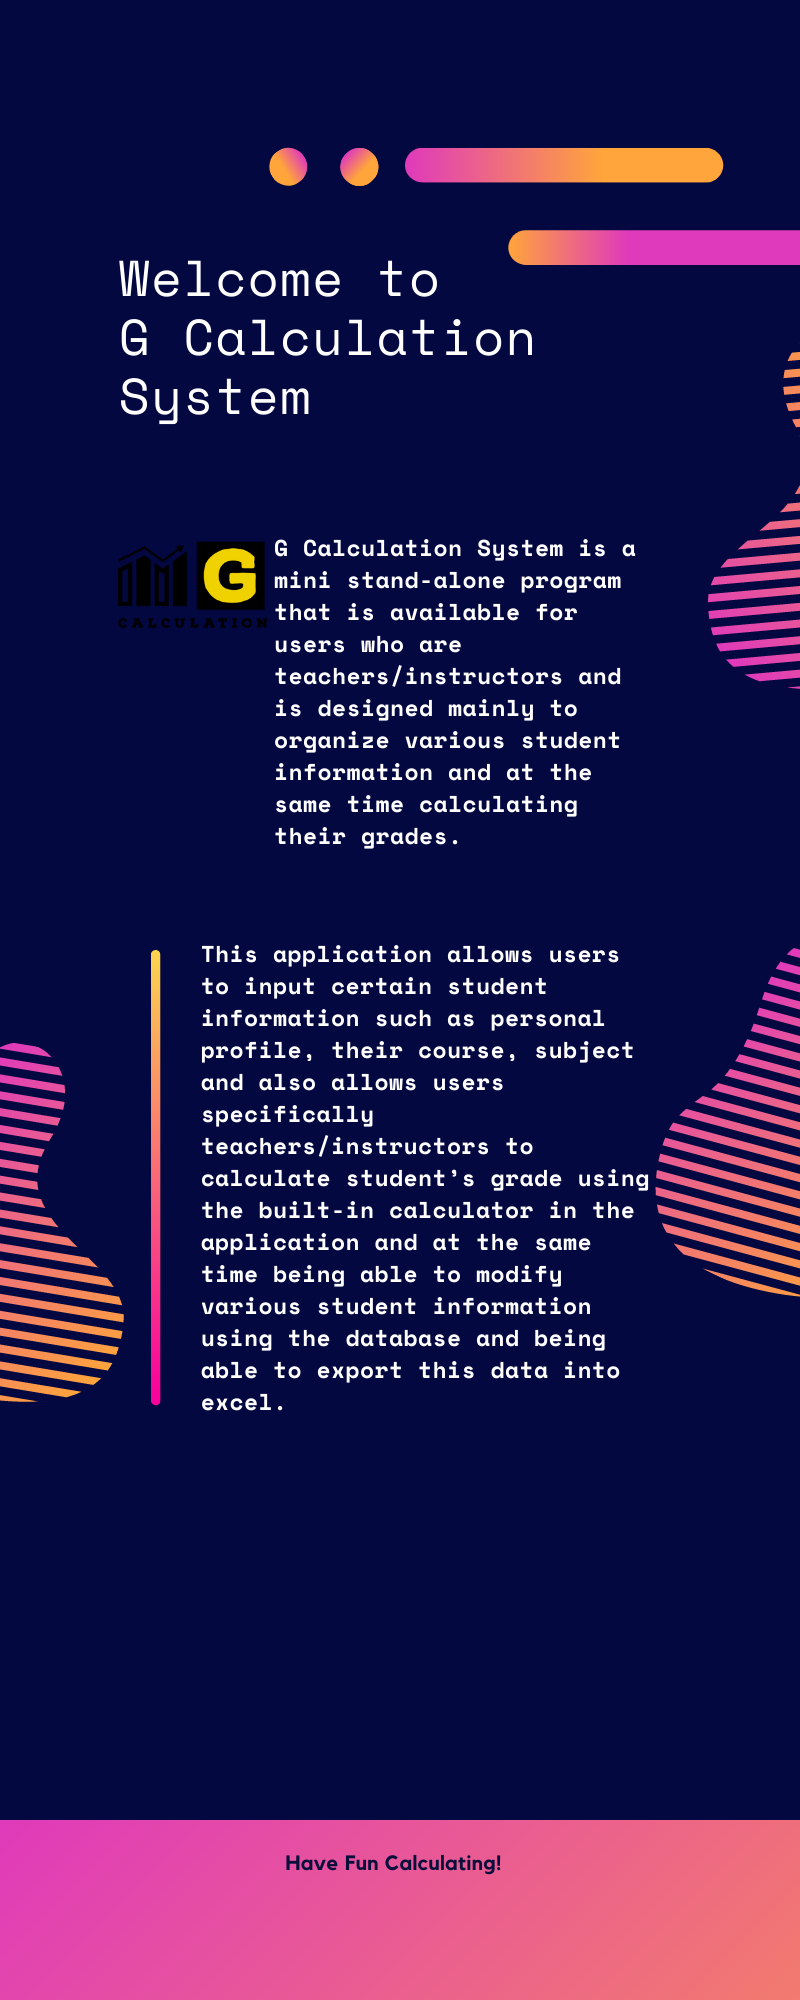 Welcome to
G Calculation
System
G
CALCULATION
G Calculation System is a
mini stand-alone program
that is available for
users who are
teachers/instructors and
is designed mainly to
organize various student
information and at the
same time calculating
their grades.
This application allows users
to input certain student
information such as personal
profile, their course, subject
and also allows users
specifically
teachers/instructors to
calculate student’s grade using
the built-in calculator in the
application and at the same
time being able to modify
various student information
using the database and being
able to export this data into
excel.
Have Fun Calculating!